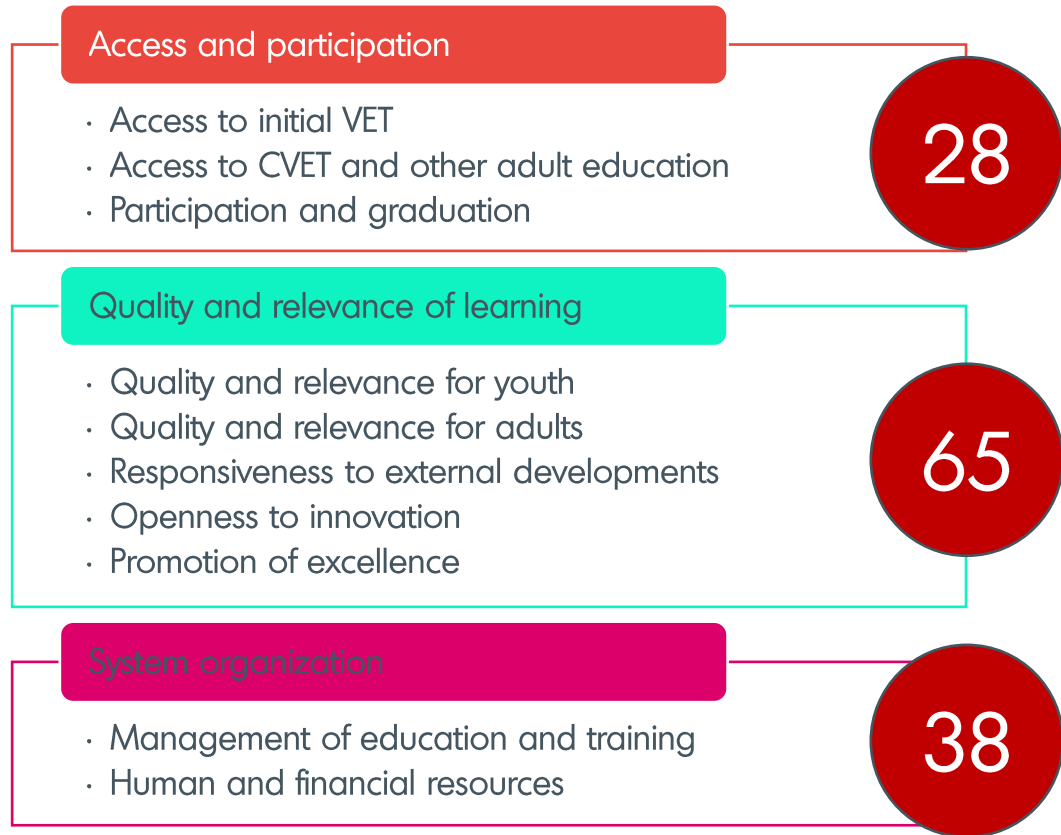 Access and participation
· Access to initial VET
· Access to CVET and other adult education
· Participation and graduation
28
Quality and relevance of learning
· Quality and relevance for youth
· Quality and relevance for adults
· Responsiveness to external developments
· Openness to innovation
· Promotion of excellence
65
System organization
· Management of education and training
· Human and financial resources
38